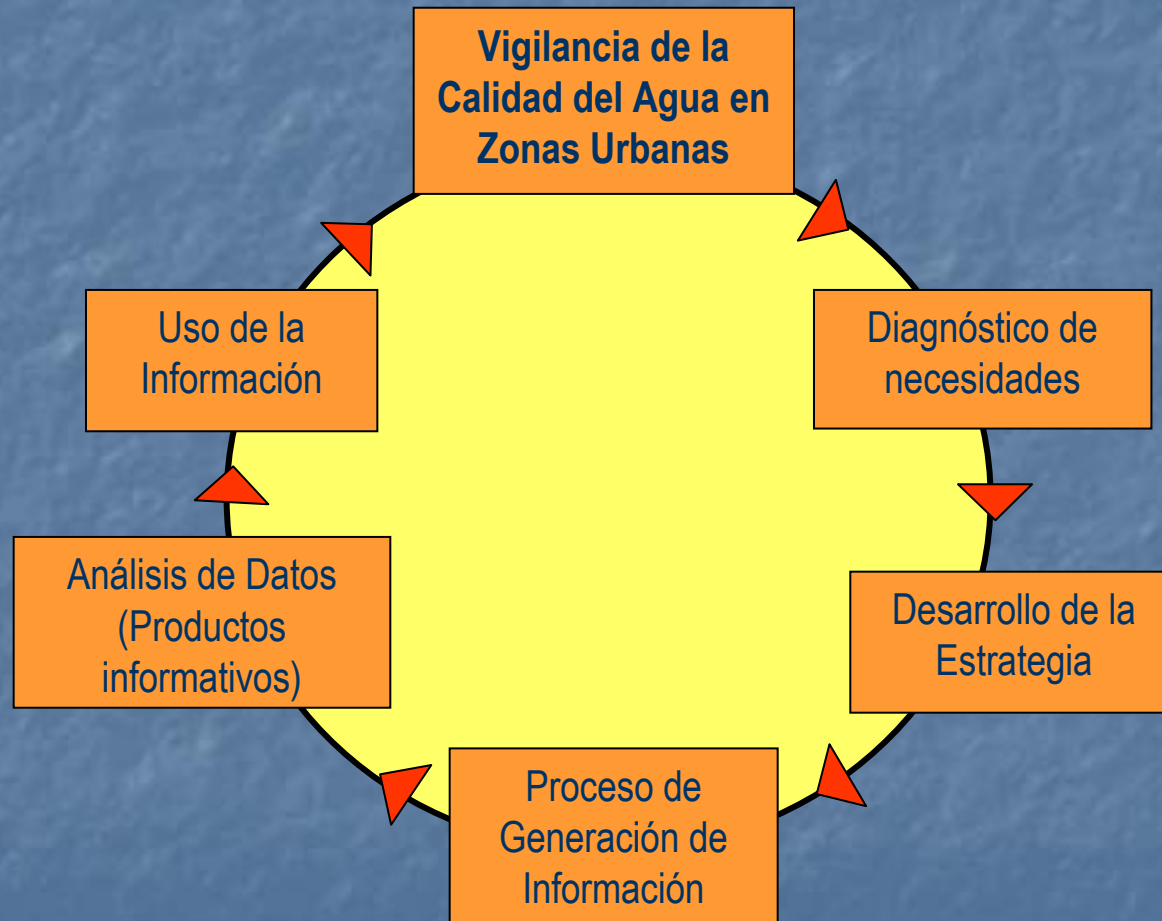 Vigilancia de la
Calidad del Agua en
Zonas Urbanas
Diagnóstico de
necesidades
Desarrollo de la
Estrategia
Proceso de
Generación de
Información
Análisis de Datos
(Productos
informativos)
Uso de la
Información